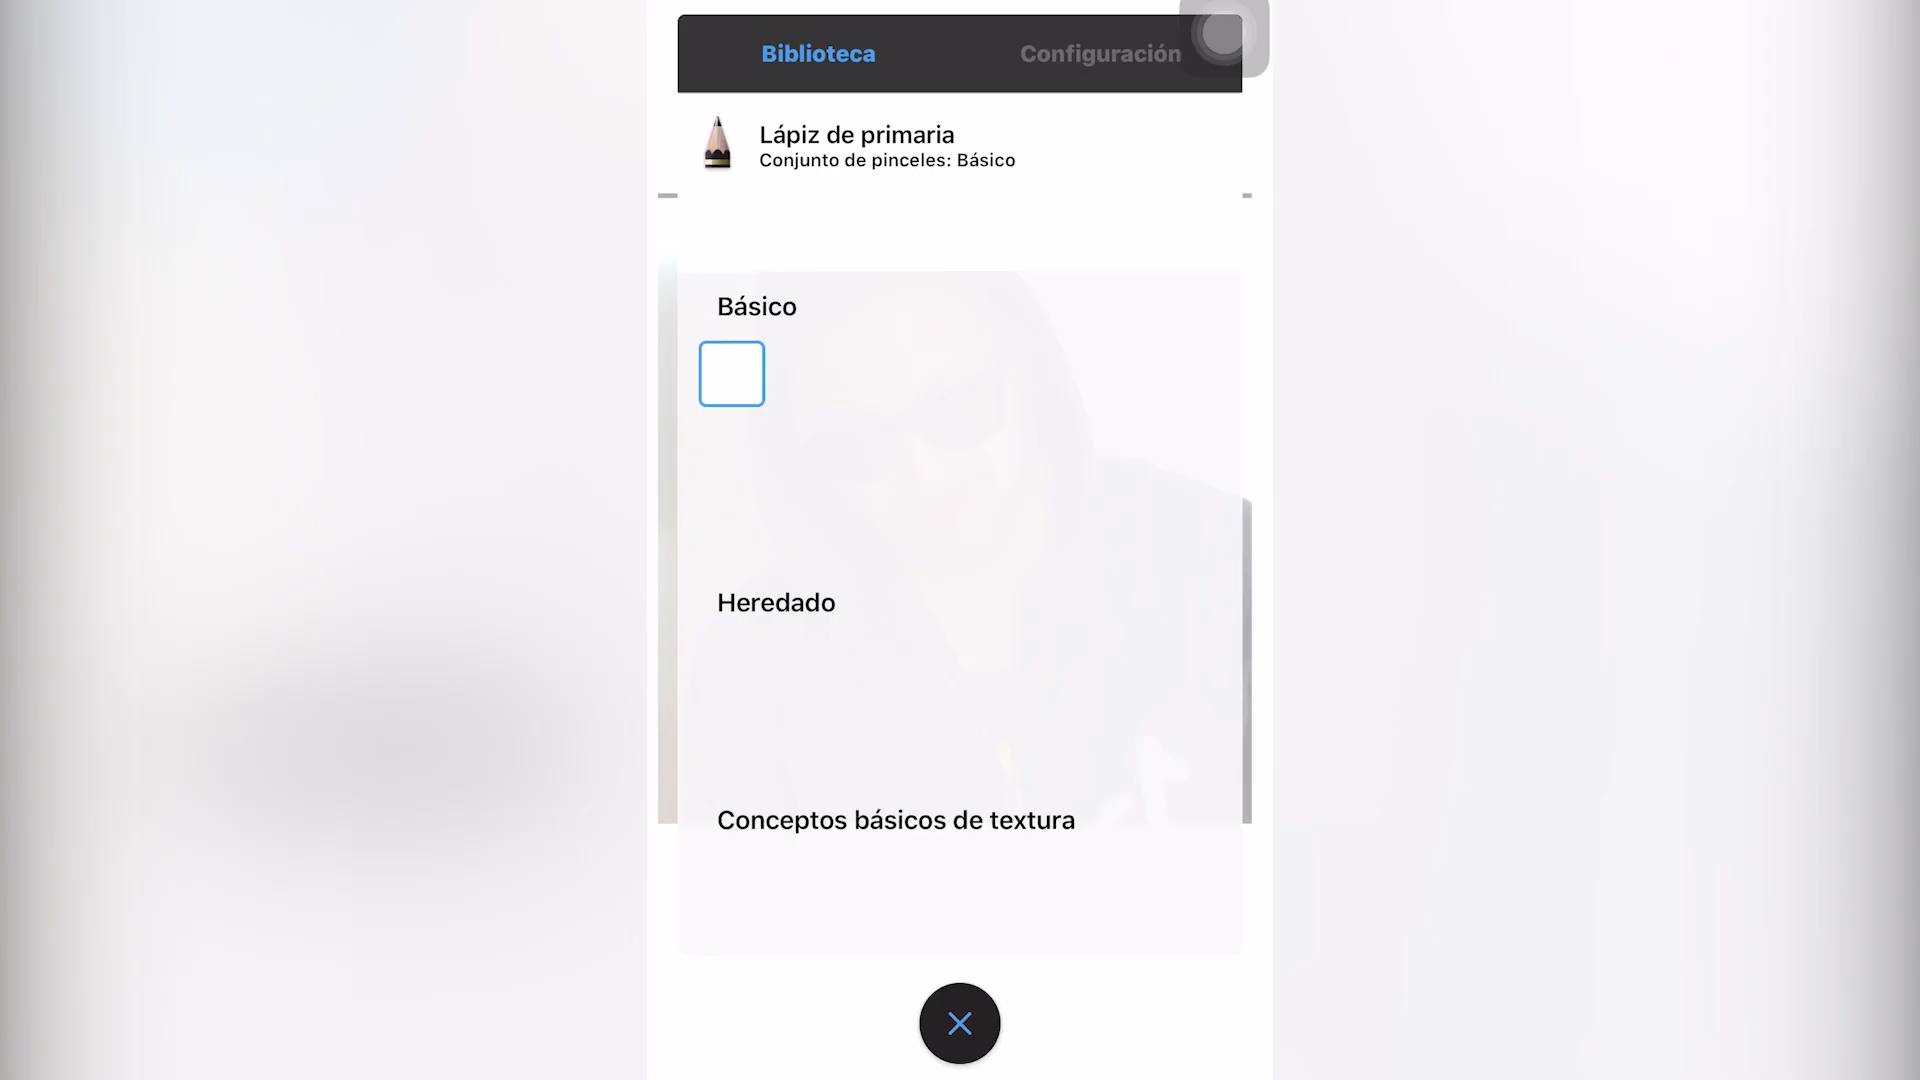 Biblioteca Configuración
Lápiz de primaria
Conjunto de pinceles: Básico
Básico
Heredado
Conceptos básicos de textura